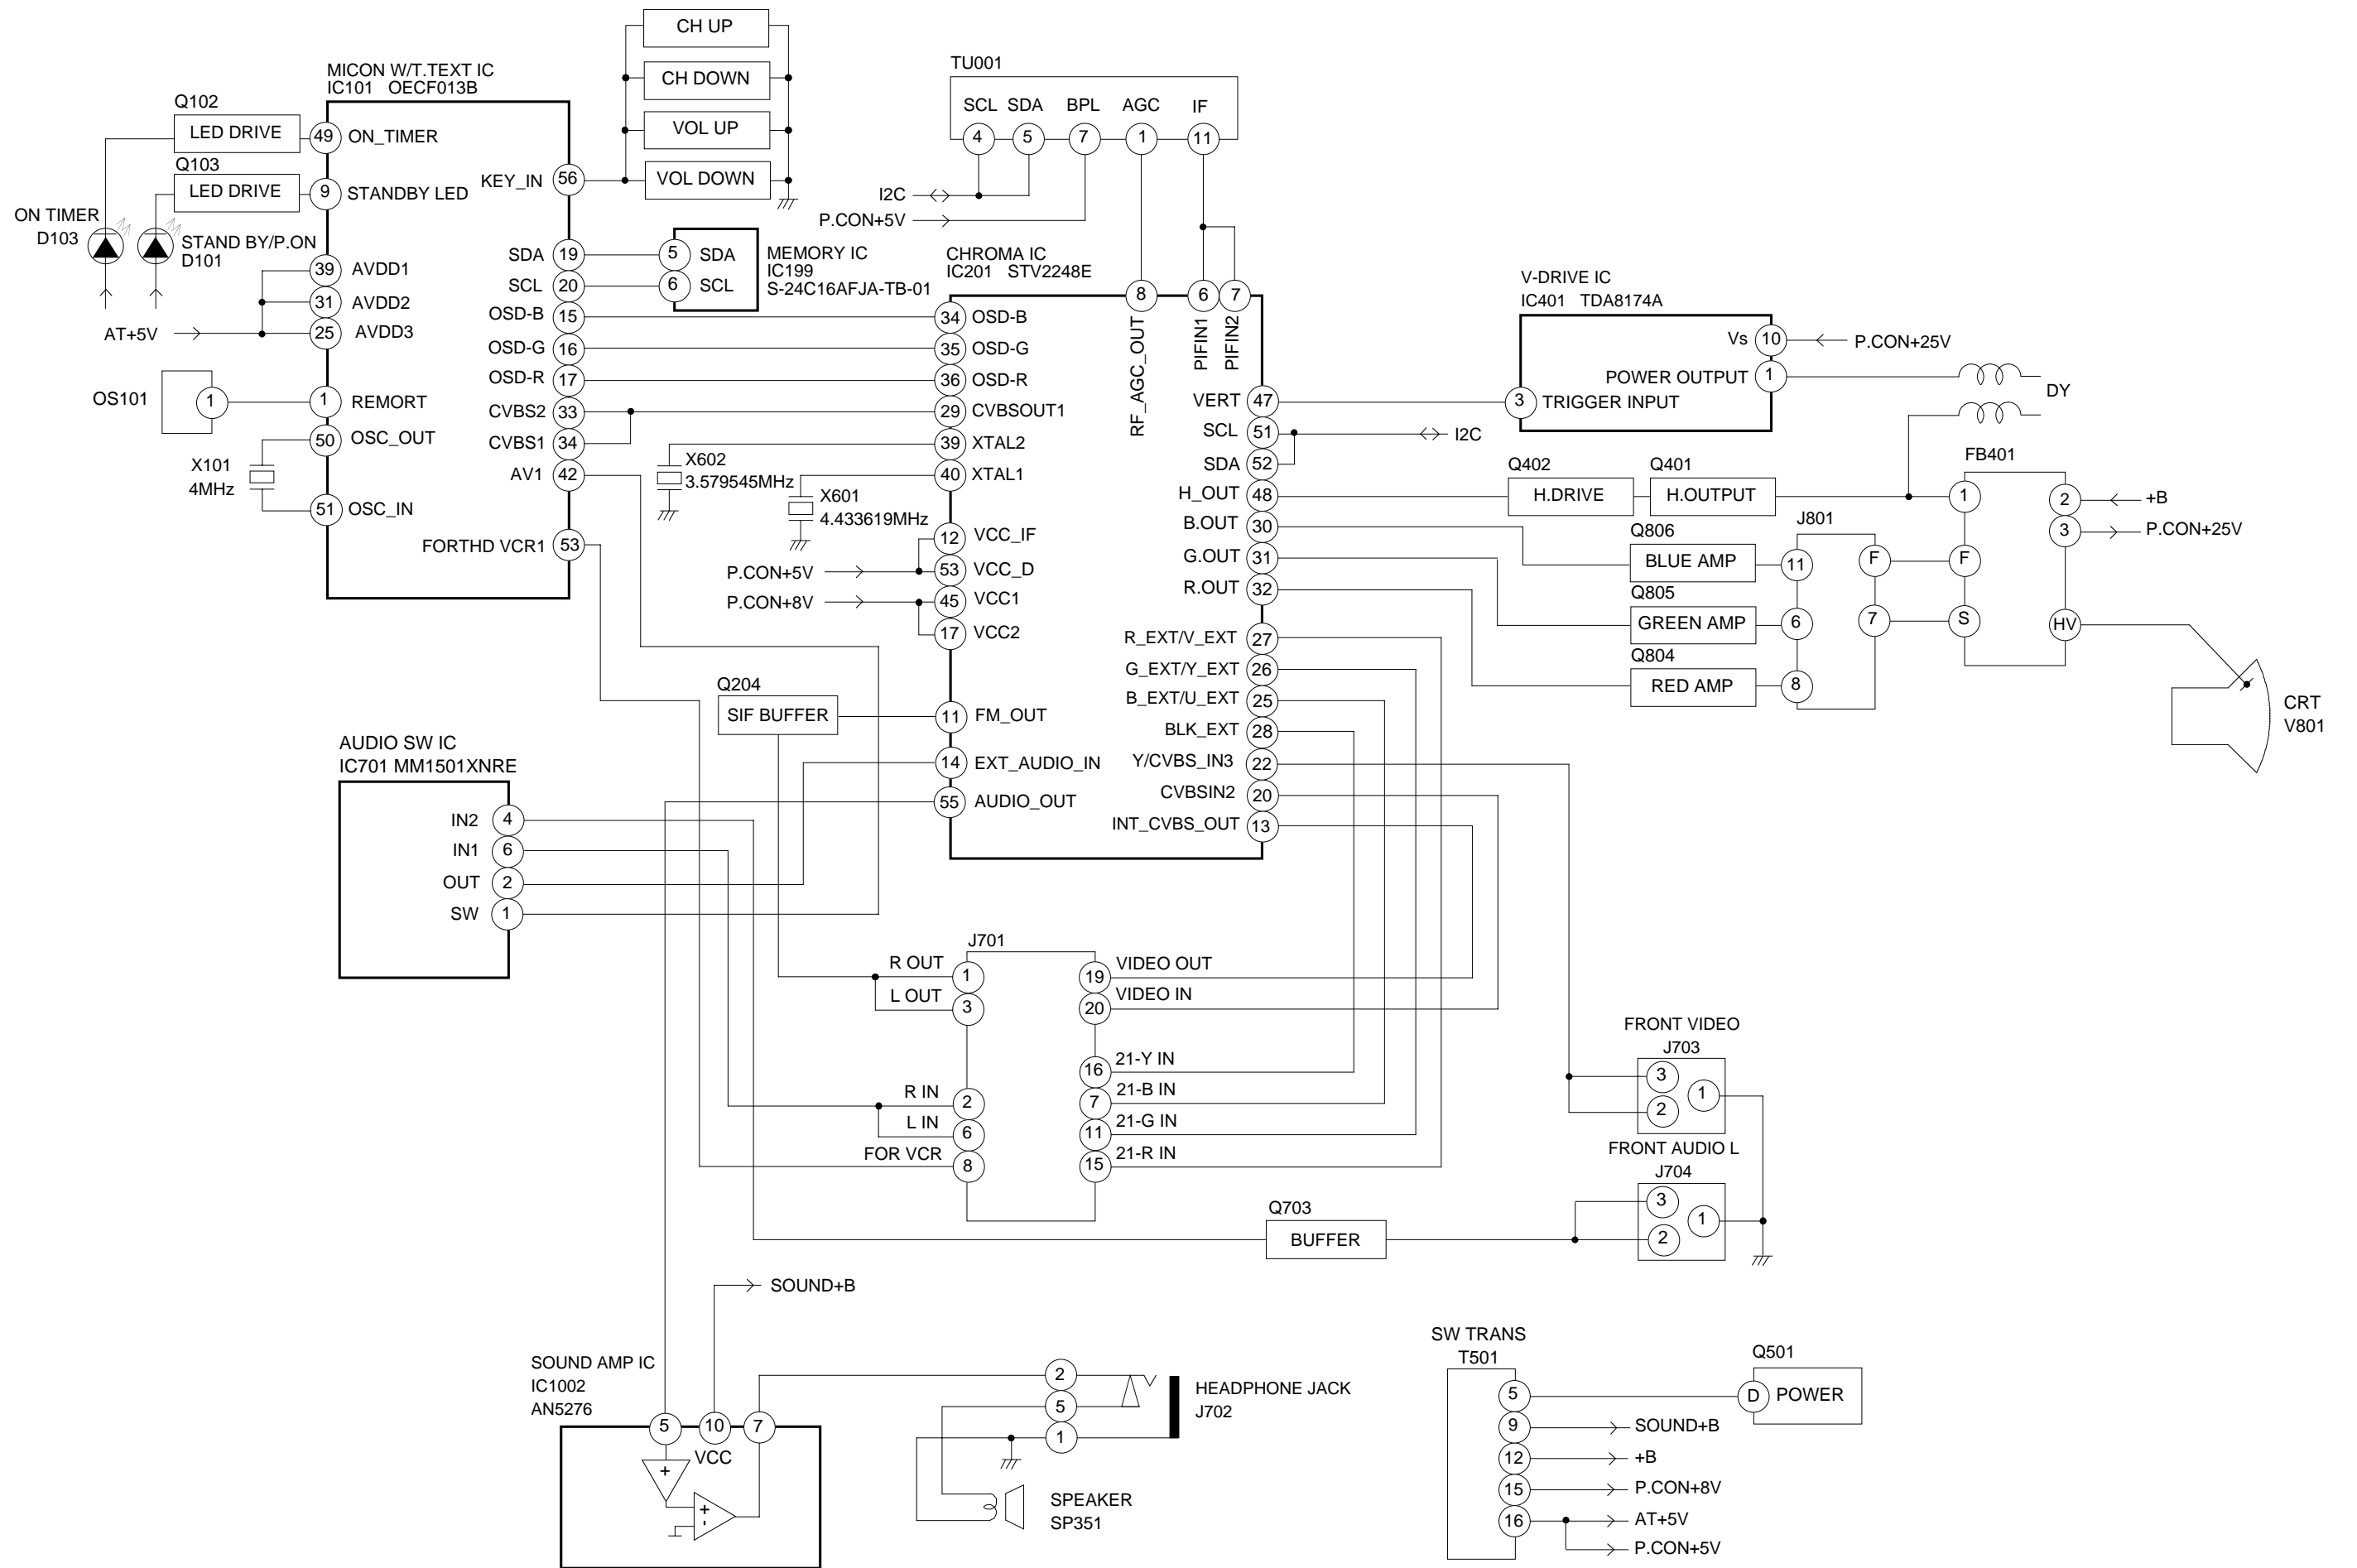 CH UP
CH DOWN
VOL UP
VOL DOWN
MICON W/T.TEXT IC
IC101 OECF013B
Q102
LED DRIVE
49 ON_TIMER
Q103
LED DRIVE
9 STANDBY LED
KEY_IN 56
ON TIMER
D103
STAND BY/P.ON
D101
39 AVDD1
31 AVDD2
25 AVDD3
AT+5V
OS101
1
1 REMORT
50 OSC_OUT
X101
4MHz
51 OSC_IN
SDA 19
SCL 20
OSD-B 15
OSD-G 16
OSD-R 17
CVBS2 33
CVBS1 34
AV1 42
FORTHD VCR1 53
5 SDA
6 SCL
MEMORY IC
IC199
S-24C16AFJA-TB-01
TU001
SCL SDA BPL AGC IF
4 5 7 1 11
I2C
P.CON+5V
CHROMA IC
IC201 STV2248E
8 6 7
RF_AGC_OUT
PIFIN1
PIFIN2
34 OSD-B
35 OSD-G
36 OSD-R
29 CVBSOUT1
39 XTAL2
40 XTAL1
X602
3.579545MHz
X601
4.433619MHz
12 VCC_IF
53 VCC_D
45 VCC1
17 VCC2
P.CON+5V
P.CON+8V
Q204
SIF BUFFER
11 FM_OUT
14 EXT_AUDIO_IN
55 AUDIO_OUT
VERT 47
SCL 51
SDA 52
H_OUT 48
B.OUT 30
G.OUT 31
R.OUT 32
R_EXT/V_EXT 27
G_EXT/Y_EXT 26
B_EXT/U_EXT 25
BLK_EXT 28
Y/CVBS_IN3 22
CVBSIN2 20
INT_CVBS_OUT 13
I2C
V-DRIVE IC
IC401 TDA8174A
Vs 10
P.CON+25V
POWER OUTPUT 1
3 TRIGGER INPUT
DY
Q402
H.DRIVE
Q401
H.OUTPUT
FB401
1
2 +B
3 P.CON+25V
F
S
HV
J801
11
6
8
F
7
Q806
BLUE AMP
Q805
GREEN AMP
Q804
RED AMP
CRT
V801
AUDIO SW IC
IC701 MM1501XNRE
IN2 4
IN1 6
OUT 2
SW 1
J701
R OUT 1
L OUT 3
R IN 2
L IN 6
FOR VCR 8
19 VIDEO OUT
20 VIDEO IN
16 21-Y IN
7 21-B IN
11 21-G IN
15 21-R IN
FRONT VIDEO
J703
3
2
1
FRONT AUDIO L
J704
3
2
1
Q703
BUFFER
SOUND+B
SOUND AMP IC
IC1002
AN5276
5 10 7
VCC
+
+
-
2
5
1
HEADPHONE JACK
J702
SPEAKER
SP351
SW TRANS
T501
5
9 SOUND+B
12 +B
15 P.CON+8V
16 AT+5V
P.CON+5V
Q501
D POWER